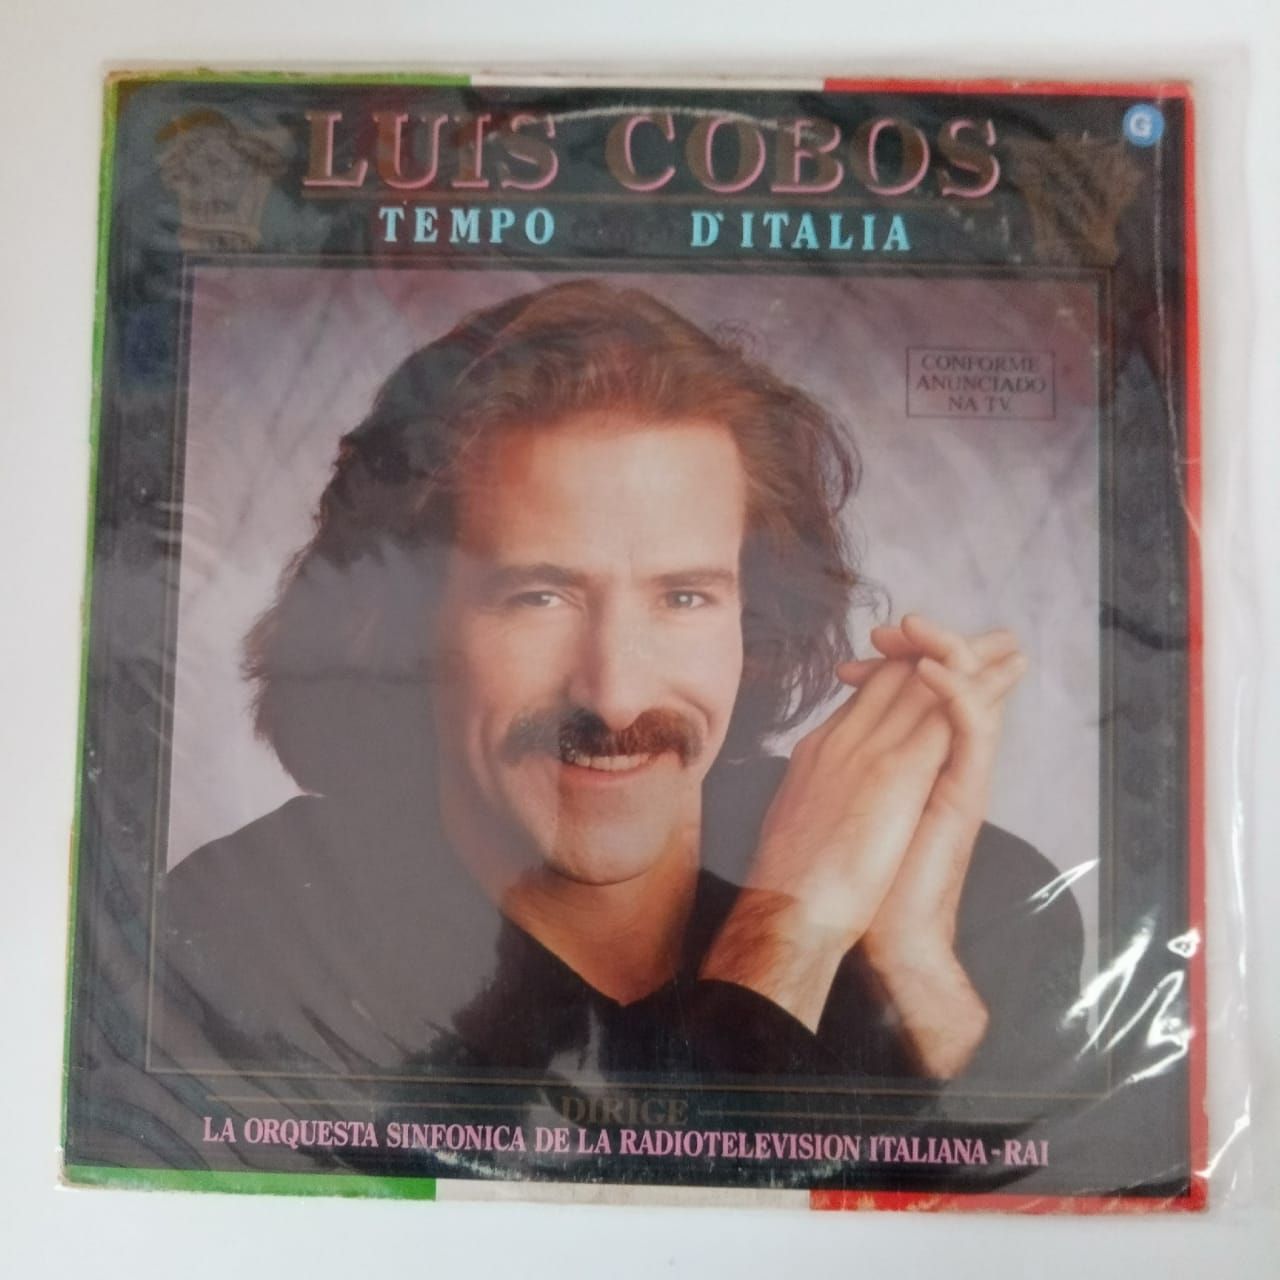 LUIS COBOS
G
TEMPO D'ITALIA
CONFORME
ANUNCIADO
NA TV.
DIRIGE
LA ORQUESTA SINFONICA DE LA RADIOTELEVISION ITALIANA-RAI